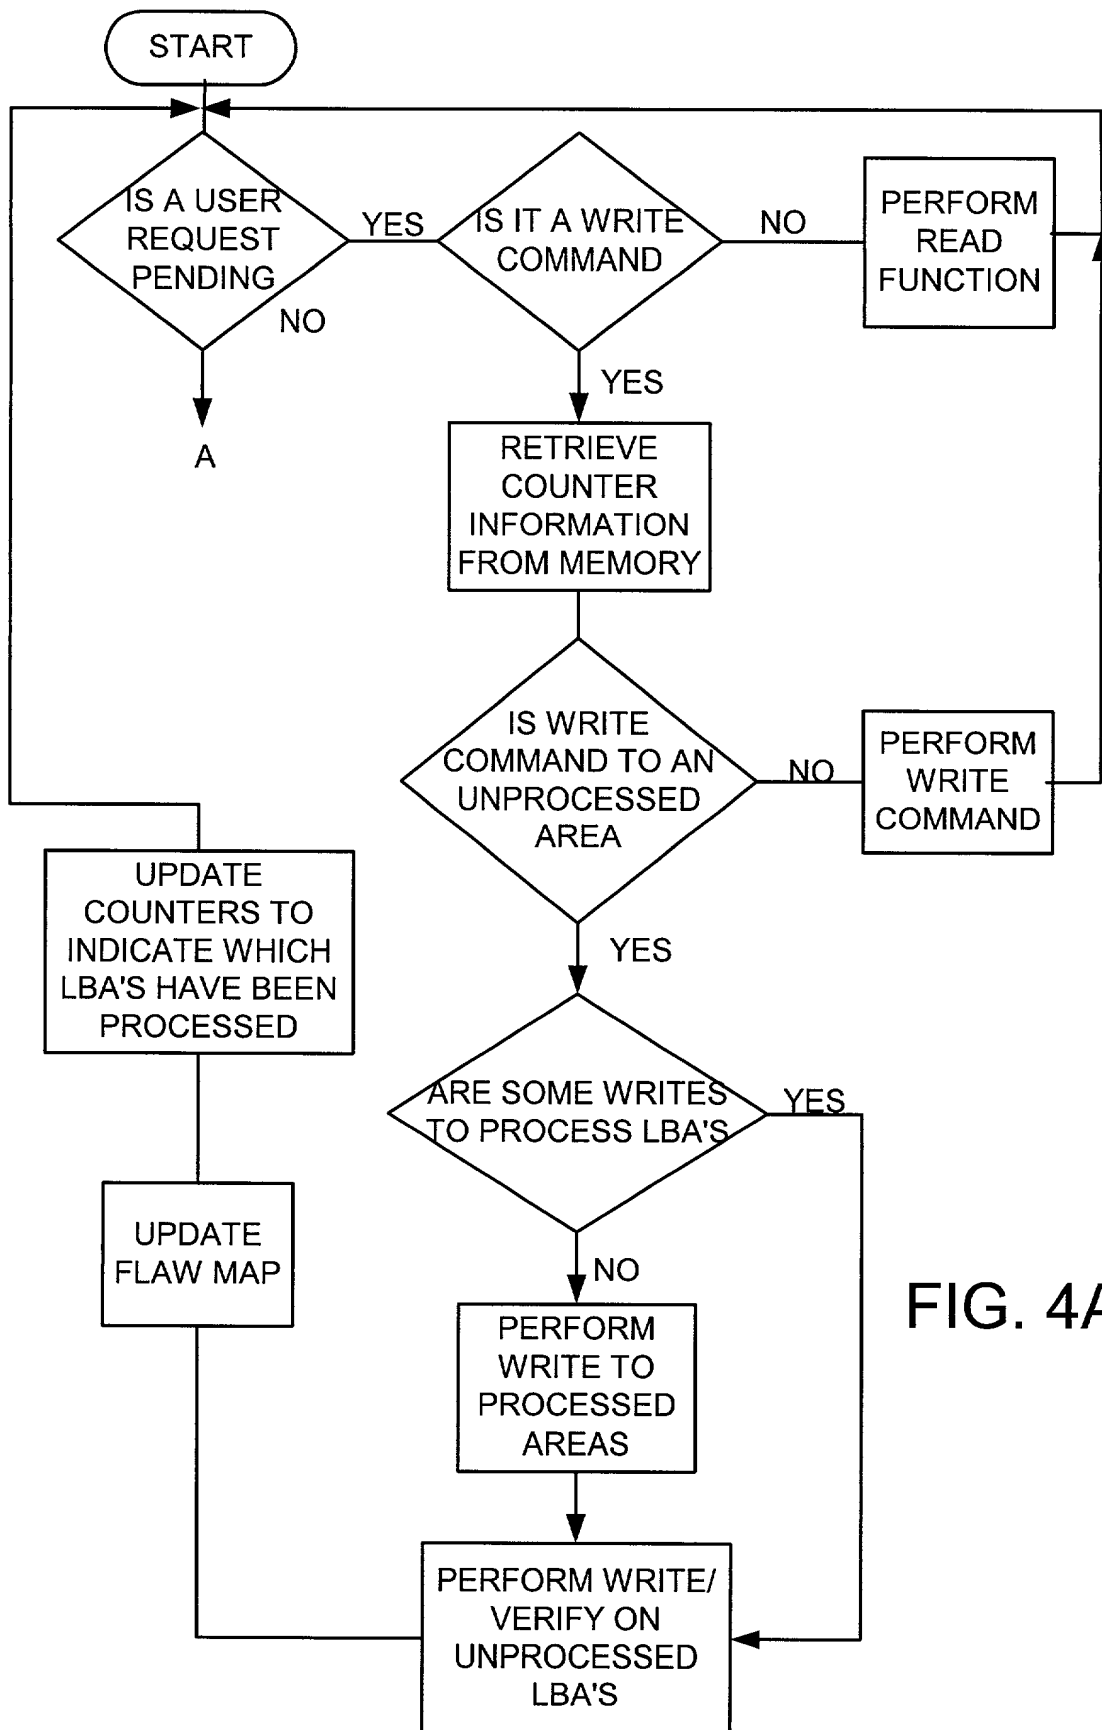 START
IS A USER
REQUEST
PENDING
YES
NO
A
IS IT A WRITE
COMMAND
NO
PERFORM
READ
FUNCTION
YES
RETRIEVE
COUNTER
INFORMATION
FROM MEMORY
IS WRITE
COMMAND TO AN
UNPROCESSED
AREA
NO
PERFORM
WRITE
COMMAND
YES
ARE SOME WRITES
TO PROCESS LBA'S
YES
NO
PERFORM
WRITE TO
PROCESSED
AREAS
PERFORM WRITE/
VERIFY ON
UNPROCESSED
LBA'S
UPDATE
FLAW MAP
UPDATE
COUNTERS TO
INDICATE WHICH
LBA'S HAVE BEEN
PROCESSED
FIG. 4A